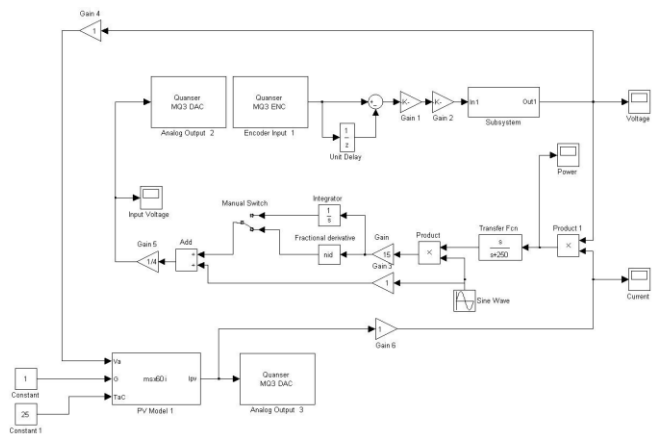 Gain 4
1
Quanser
MQ3 DAC
Analog Output 2
Quanser
MQ3 ENC
Encoder Input 1
1
z
Unit Delay
-K-
Gain 1
-K-
Gain 2
In1
Out1
Subsystem
Voltage
Power
Input Voltage
Manual Switch
Integrator
1
s
Fractional derivative
nid
Gain
15
Gain 3
1
Product
×
Transfer Fcn
s
s+250
Product 1
×
Gain 5
1/4
Add
Sine Wave
Current
1
Gain 6
1
Constant
25
Constant 1
Va
G
TaC
msx60i
Ipv
PV Model 1
Quanser
MQ3 DAC
Analog Output 3